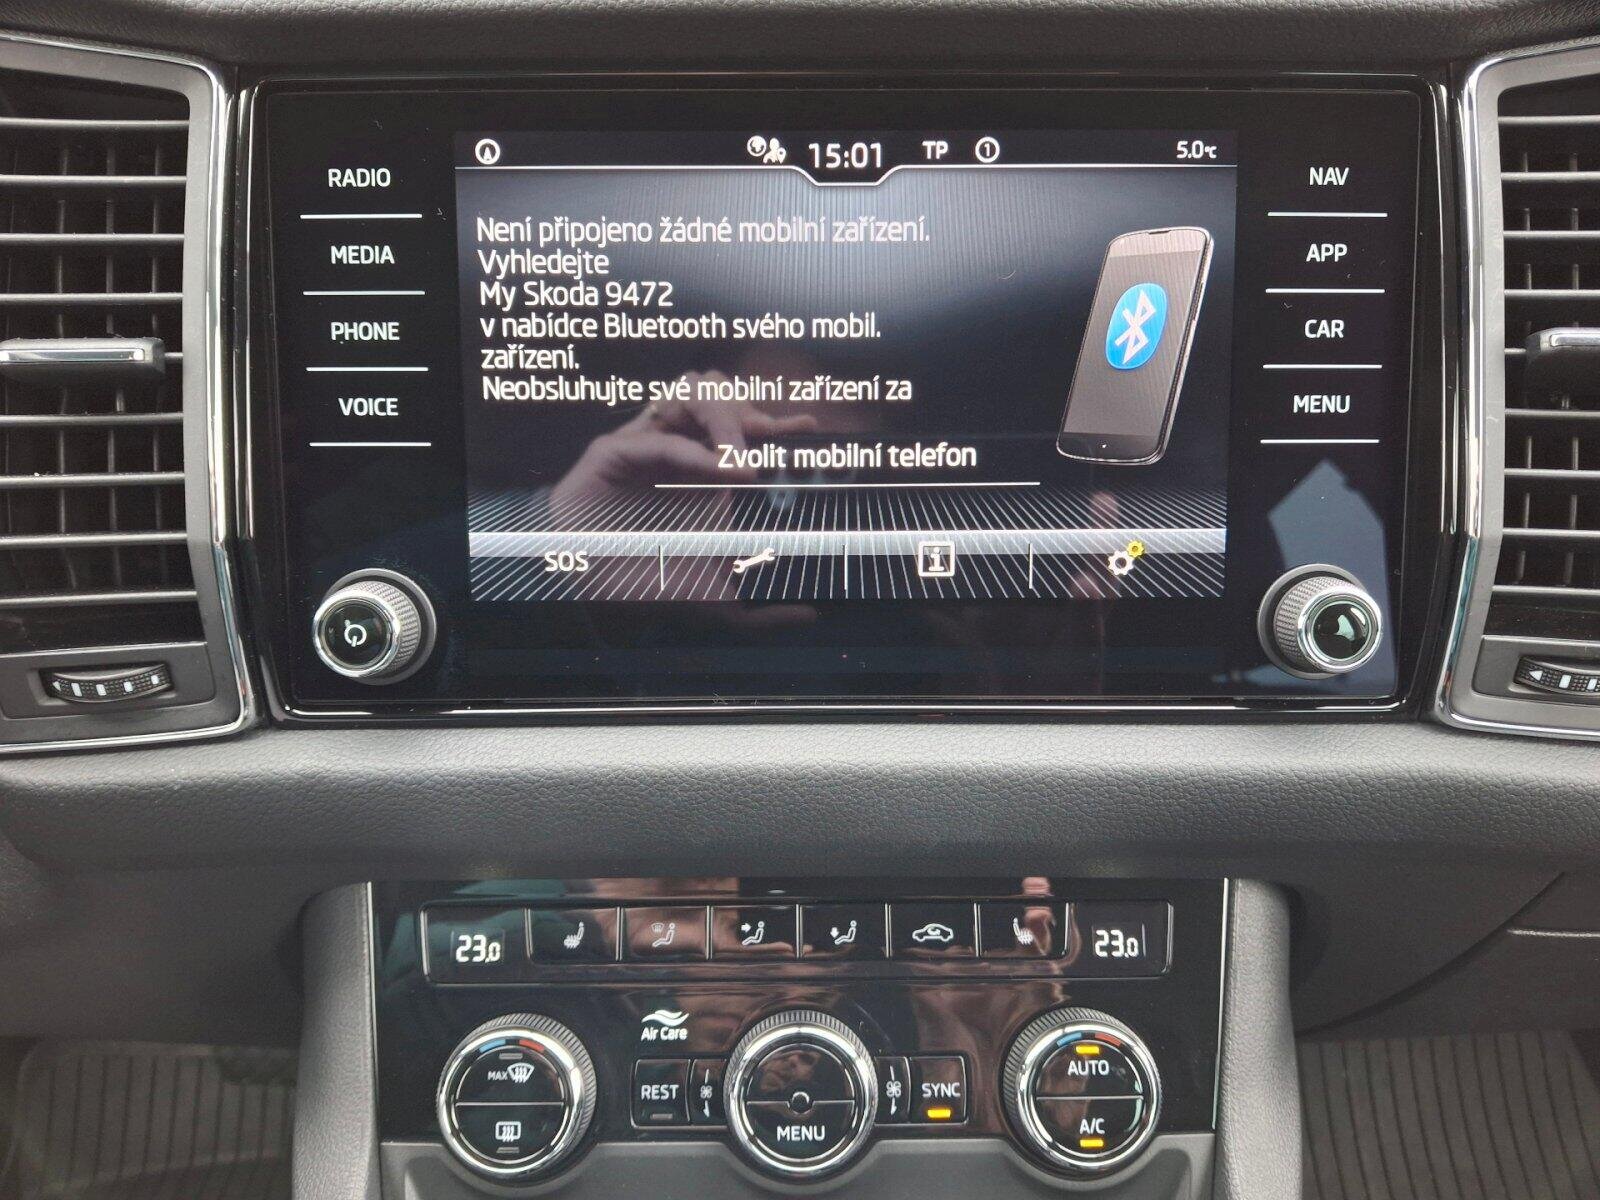 15:01 TP 1 5.0°C
RADIO
MEDIA
PHONE
VOICE
Není připojeno žádné mobilní zařízení.
Vyhledejte
My Skoda 9472
v nabídce Bluetooth svého mobil.
zařízení.
Neobsluhujte své mobilní zařízení za
Zvolit mobilní telefon
SOS
i
NAV
APP
CAR
MENU
23.0
23.0
Air Care
MAX
REST
MENU
SYNC
AUTO
A/C